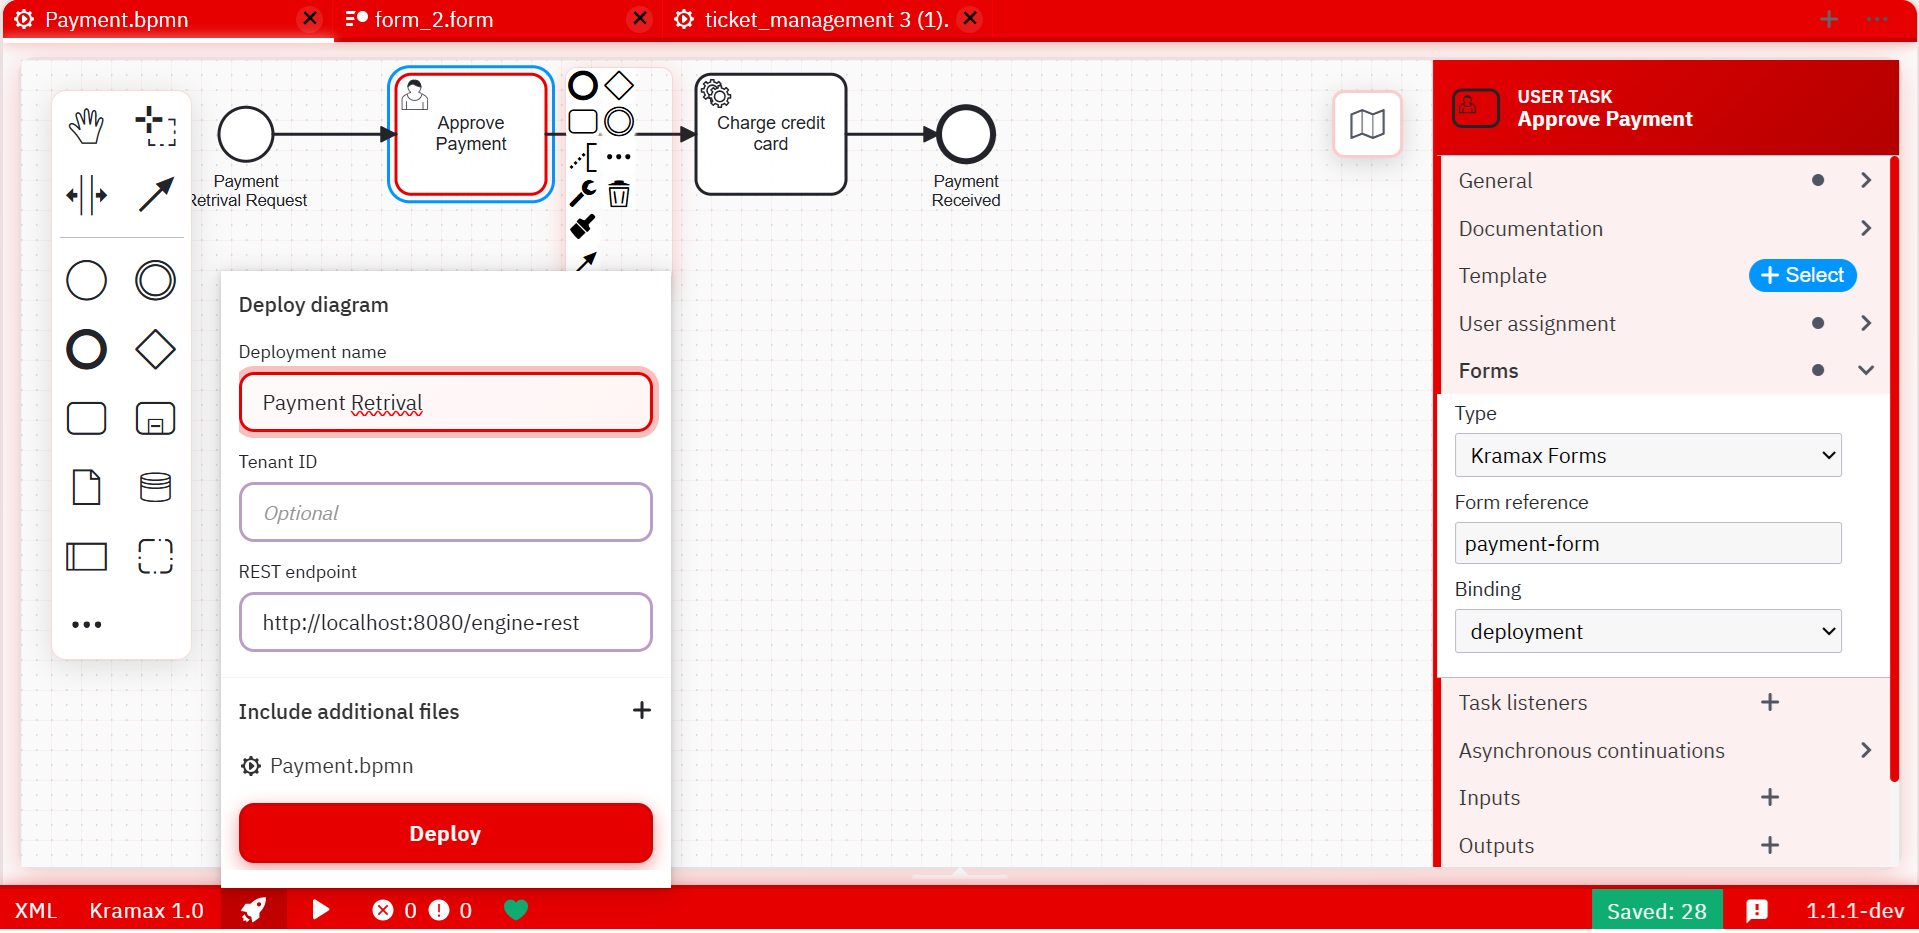 Payment.bpmn
form_2.form
ticket_management 3 (1).
Payment
Retrival Request
Approve
Payment
Charge credit
card
Payment
Received
Deploy diagram
Deployment name
Payment Retrival
Tenant ID
Optional
REST endpoint
http://localhost:8080/engine-rest
Include additional files
Payment.bpmn
Deploy
USER TASK
Approve Payment
General
Documentation
Template
Select
User assignment
Forms
Type
Kramax Forms
Form reference
payment-form
Binding
deployment
Task listeners
Asynchronous continuations
Inputs
Outputs
XML
Kramax 1.0
0
0
Saved: 28
1.1.1-dev